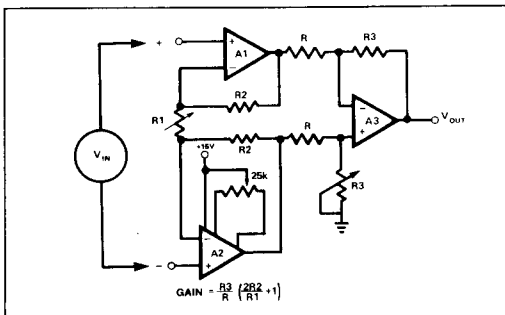 +
+
A1
−
R
R3
R2
R1
−
A3
+
V_OUT
R
R2
+15V
25k
R3
V_IN
−
A2
−
+
GAIN = R3/R (2R2/R1 +1)